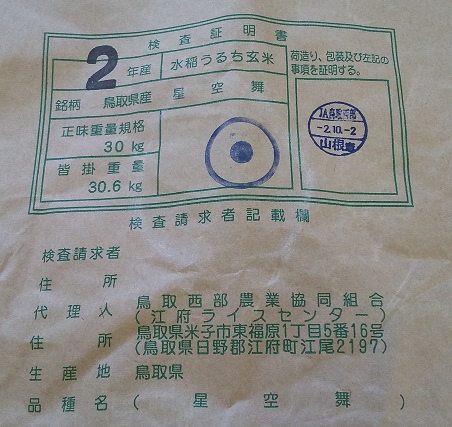 検査証明書
2年産 水稲うるち玄米
荷造り、包装及び左記の
事項を証明する。
銘柄 鳥取県産 星空舞
正味重量規格
30 kg
皆掛重量
30.6 kg
JA鳥取西部
-2.10.-2
検査請求者記載欄
検査請求者
住所
代理人 鳥取西部農業協同組合
(江府ライスセンター)
住所 鳥取県米子市東福原1丁目5番16号
(鳥取県日野郡江府町江尾2197)
生産地 鳥取県
品種名 ( 星空舞 )